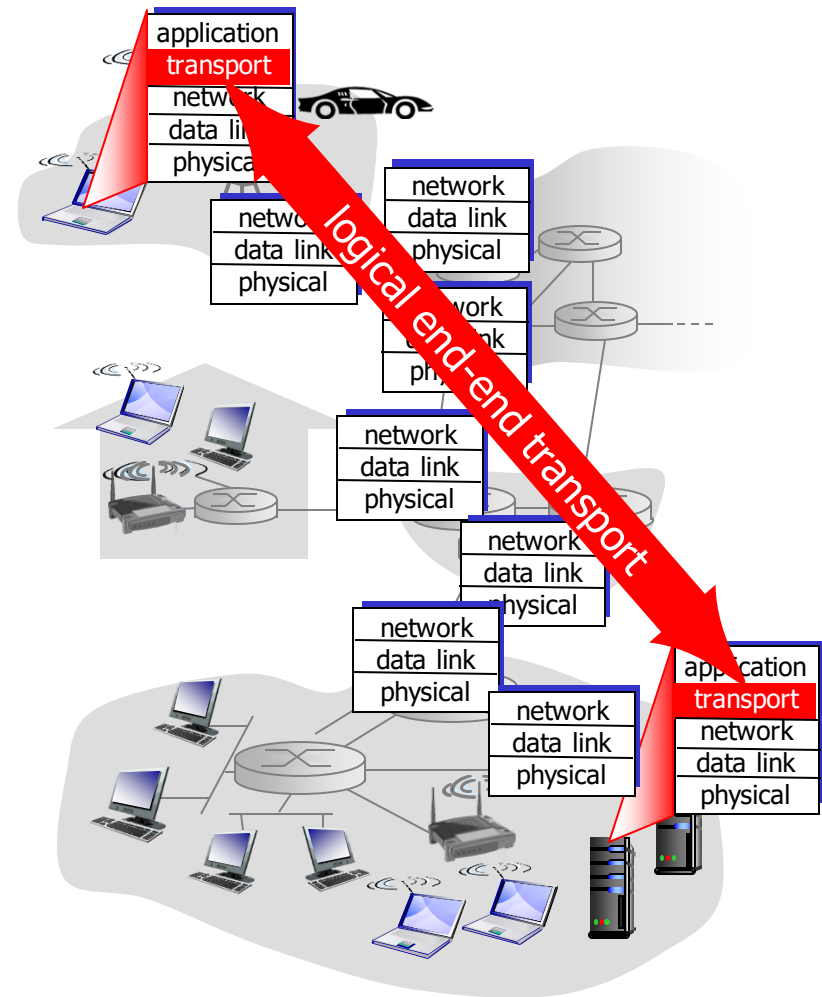 application
transport
network
data link
physical
network
data link
physical
network
data link
physical
logical end-end transport
network
data link
physical
network
data link
physical
network
data link
physical
network
data link
physical
application
transport
network
data link
physical